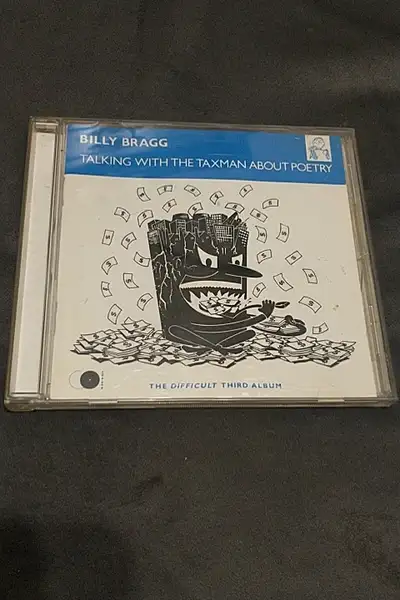 BILLY BRAGG
TALKING WITH THE TAXMAN ABOUT POETRY
THE DIFFICULT THIRD ALBUM